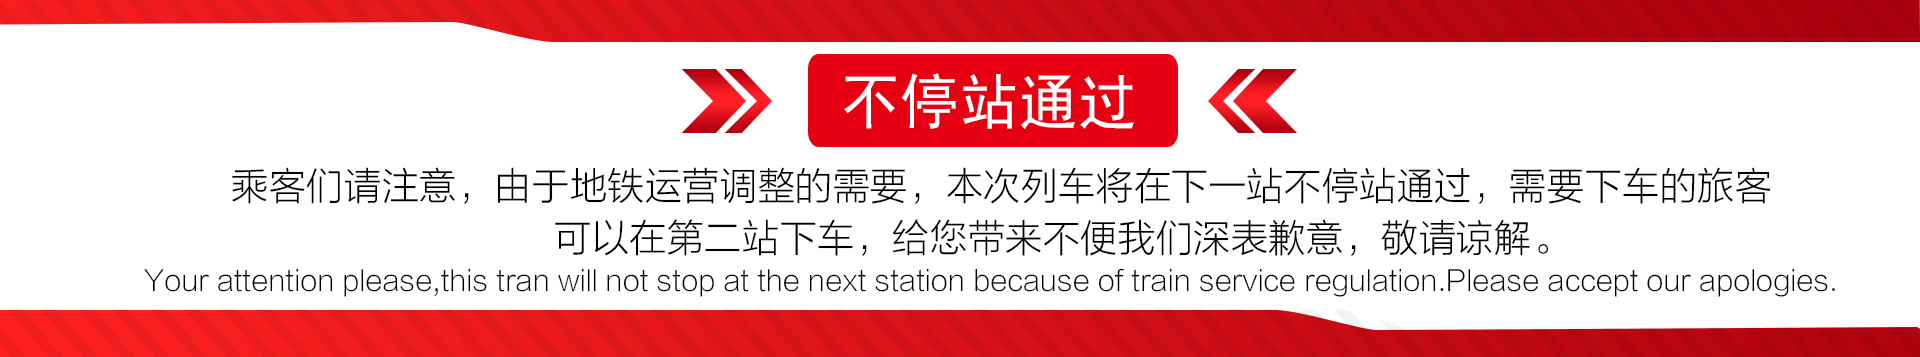 不停站通过
乘客们请注意，由于地铁运营调整的需要，本次列车将在下一站不停站通过，需要下车的旅客
可以在第二站下车，给您带来不便我们深表歉意，敬请谅解。
Your attention please,this tran will not stop at the next station because of train service regulation.Please accept our apologies.